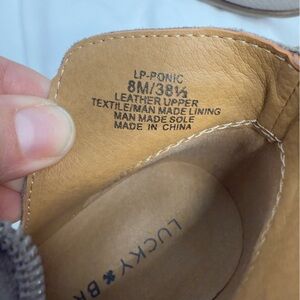 LP-PONIC
8M/38½
LEATHER UPPER
TEXTILE/MAN MADE LINING
MAN MADE SOLE
MADE IN CHINA
LUCKY BR